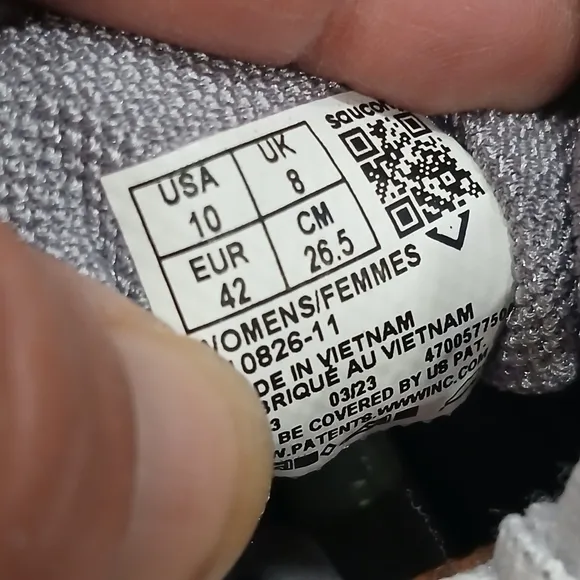 saucon
USA 10 UK 8
EUR 42 CM 26.5
WOMENS/FEMMES
0826-11
DE IN VIETNAM
BRIQUÉ AU VIETNAM
03/23
BE COVERED BY US PAT.
W.PATENTS.WWWINC.COM